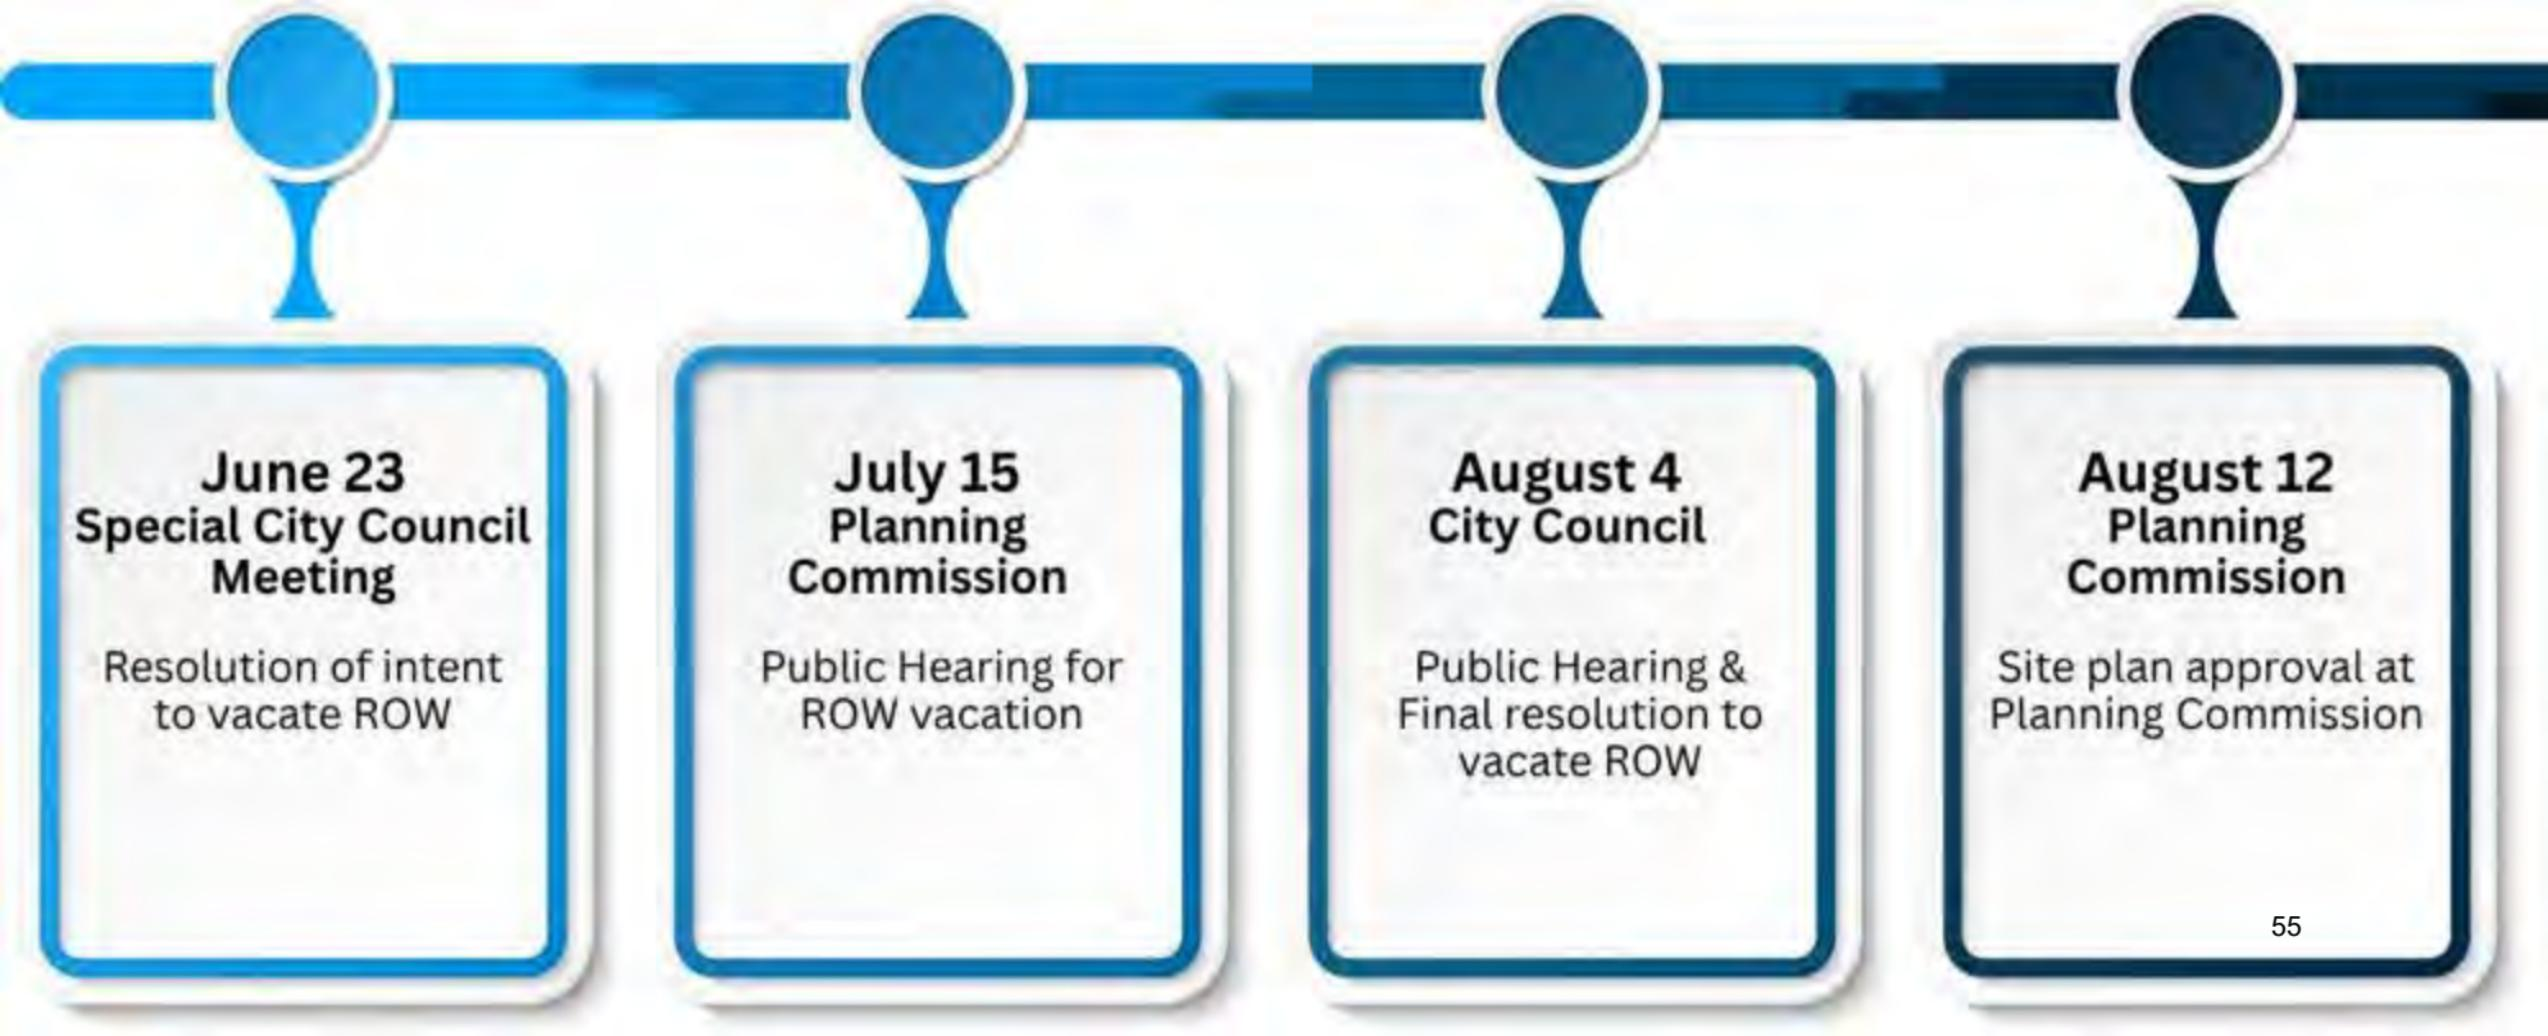 June 23
Special City Council
Meeting
Resolution of intent
to vacate ROW
July 15
Planning
Commission
Public Hearing for
ROW vacation
August 4
City Council
Public Hearing &
Final resolution to
vacate ROW
August 12
Planning
Commission
Site plan approval at
Planning Commission
55